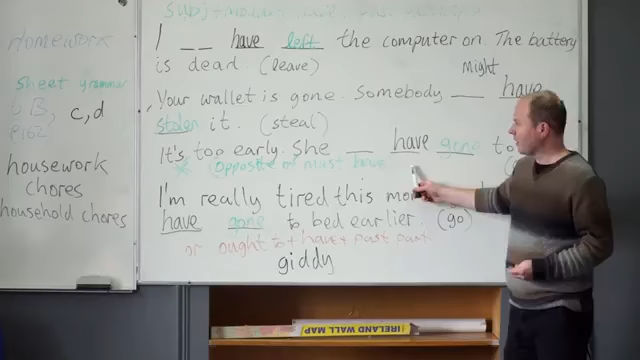 Homework
sheet grammar
P162
c,d
housework
chores
household chores
I __ __ have left the computer on. The battery
is dead. (leave)
Might
Your wallet is gone. Somebody ___ have
stolen it. (steal)
It's too early. She __ have gone to
* Opposite of must have
I'm really tired this
have gone to bed earlier. (go)
or ought to + have + past
giddy
IRELAND WALL MAP